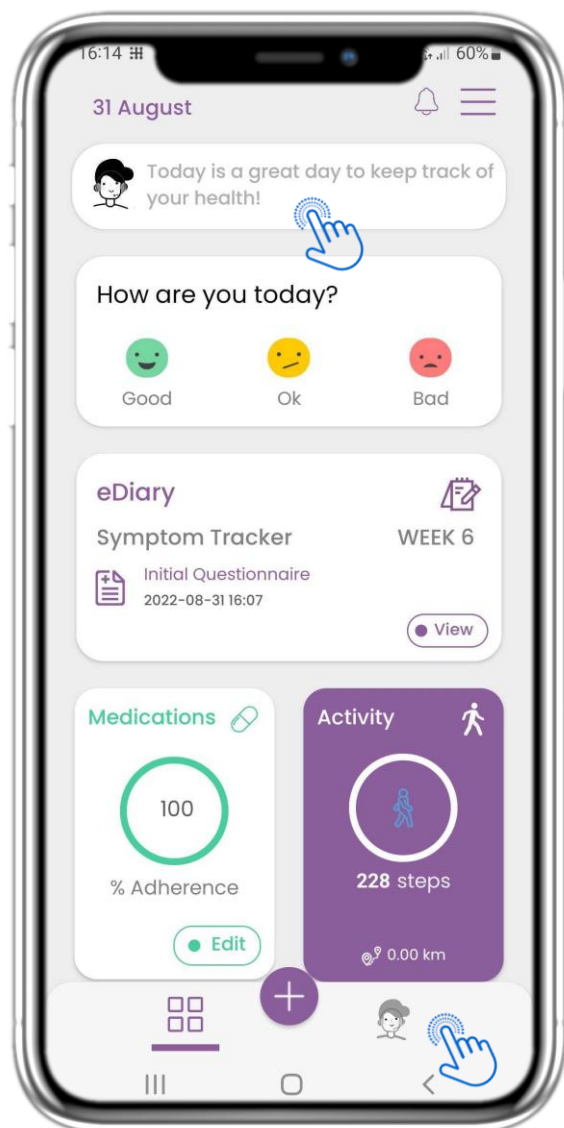 16:14
60%
31 August
Today is a great day to keep track of
your health!
How are you today?
Good
Ok
Bad
eDiary
Symptom Tracker
WEEK 6
Initial Questionnaire
2022-08-31 16:07
View
Medications
100
% Adherence
Edit
Activity
228 steps
0.00 km